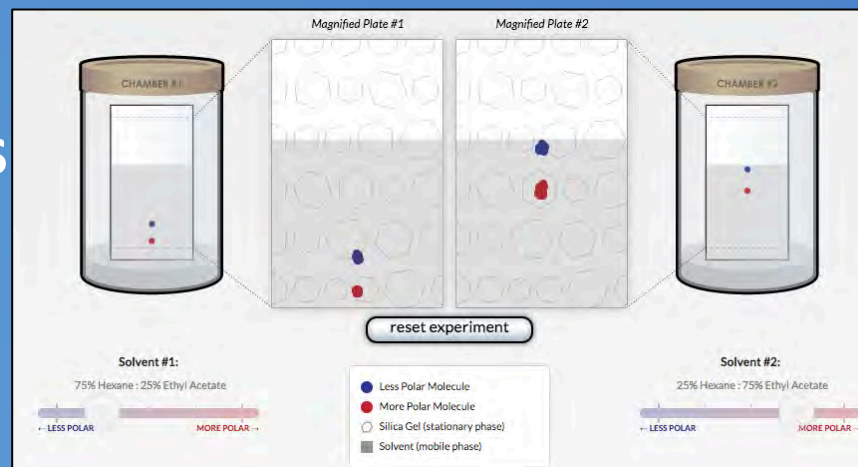 S
Magnified Plate #1
Magnified Plate #2
CHAMBER #1
CHAMBER #2
reset experiment
Solvent #1:
75% Hexane : 25% Ethyl Acetate
← LESS POLAR
MORE POLAR →
Less Polar Molecule
More Polar Molecule
Silica Gel (stationary phase)
Solvent (mobile phase)
Solvent #2:
25% Hexane : 75% Ethyl Acetate
← LESS POLAR
MORE POLAR →